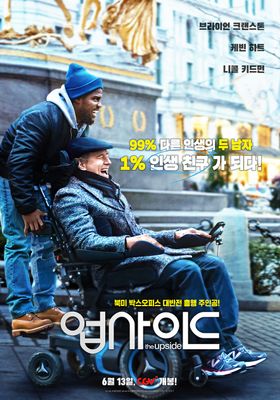 브라이언 크랜스톤
케빈 하트
니콜 키드먼
99% 다른 인생의 두 남자
1% 인생 친구가 되다!
북미 박스오피스 대반전 흥행 주인공!
업사이드
the upside
6월 13일, CGV 개봉!